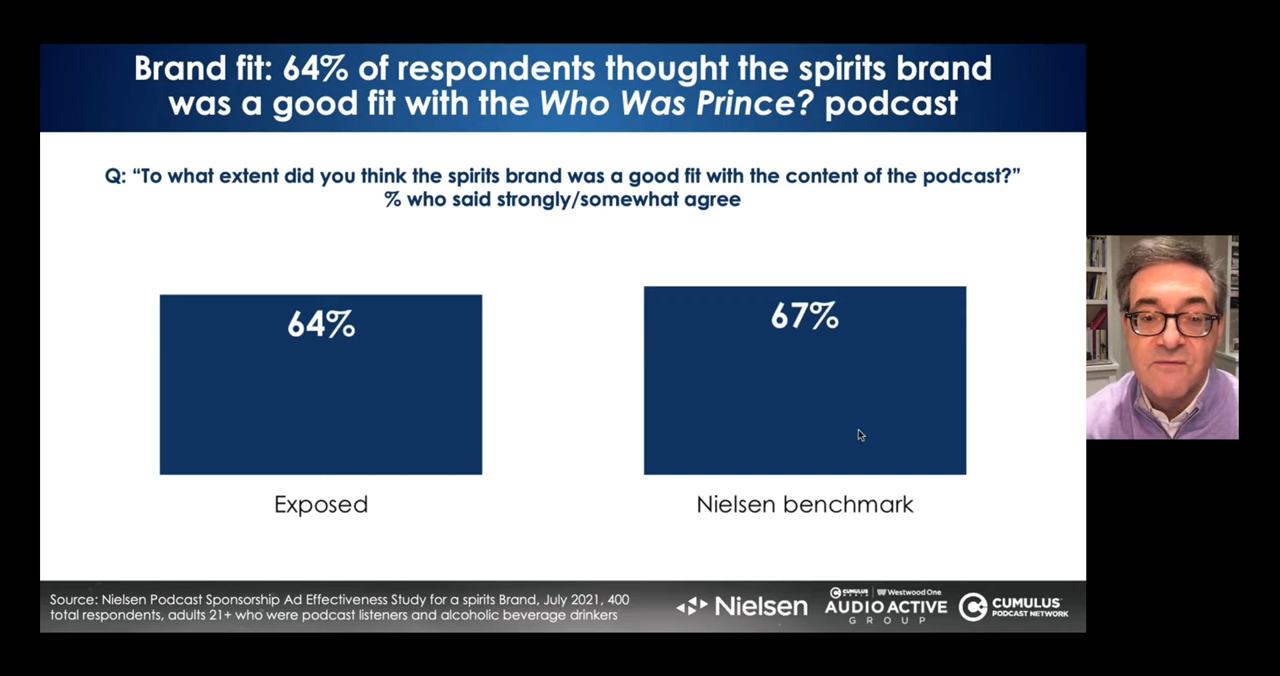 Brand fit: 64% of respondents thought the spirits brand
was a good fit with the Who Was Prince? podcast
Q: “To what extent did you think the spirits brand was a good fit with the content of the podcast?”
% who said strongly/somewhat agree
64%
67%
Exposed
Nielsen benchmark
Source: Nielsen Podcast Sponsorship Ad Effectiveness Study for a spirits Brand, July 2021, 400
total respondents, adults 21+ who were podcast listeners and alcoholic beverage drinkers
Nielsen
CUMULUS MEDIA | Westwood One
AUDIO ACTIVE
GROUP
CUMULUS
PODCAST NETWORK